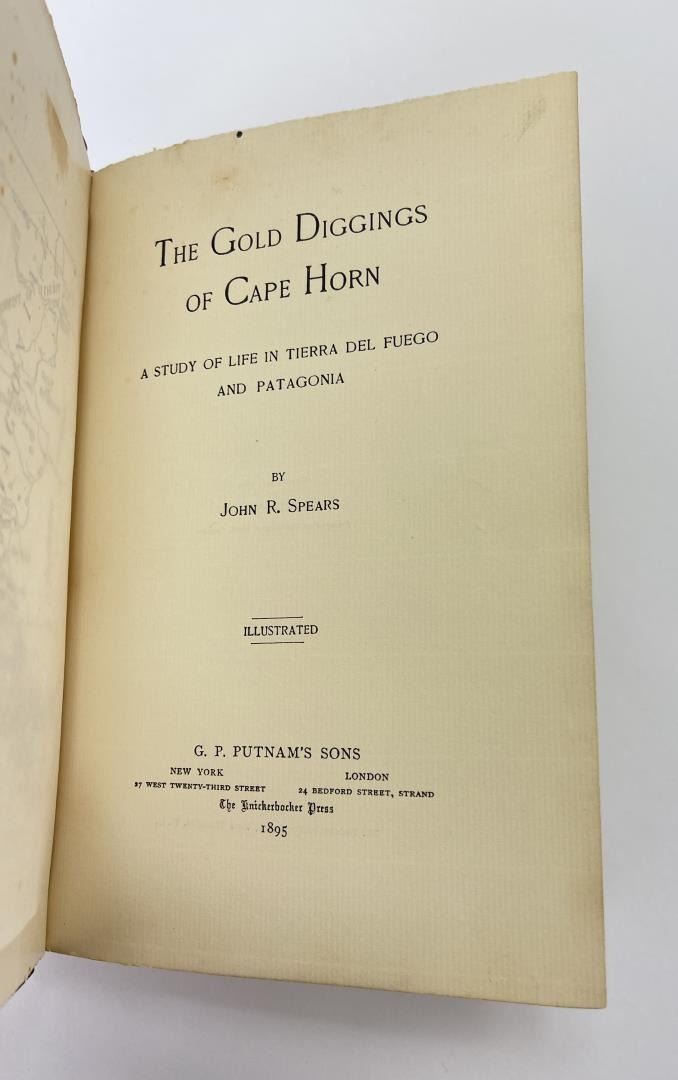 The Gold Diggings
of Cape Horn
A STUDY OF LIFE IN TIERRA DEL FUEGO
AND PATAGONIA
BY
John R. Spears
ILLUSTRATED
G. P. PUTNAM'S SONS
NEW YORK LONDON
27 WEST TWENTY-THIRD STREET 24 BEDFORD STREET, STRAND
The Knickerbocker Press
1895